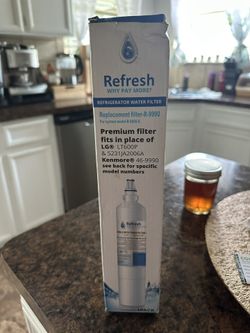 Refresh
WHY PAY MORE?
REFRIGERATOR WATER FILTER
Replacement filter-R-9990
Premium filter
fits in place of
LG® LT600P
& 5231JA2006A
Kenmore® 46-9990
see back for specific
model numbers
Refresh